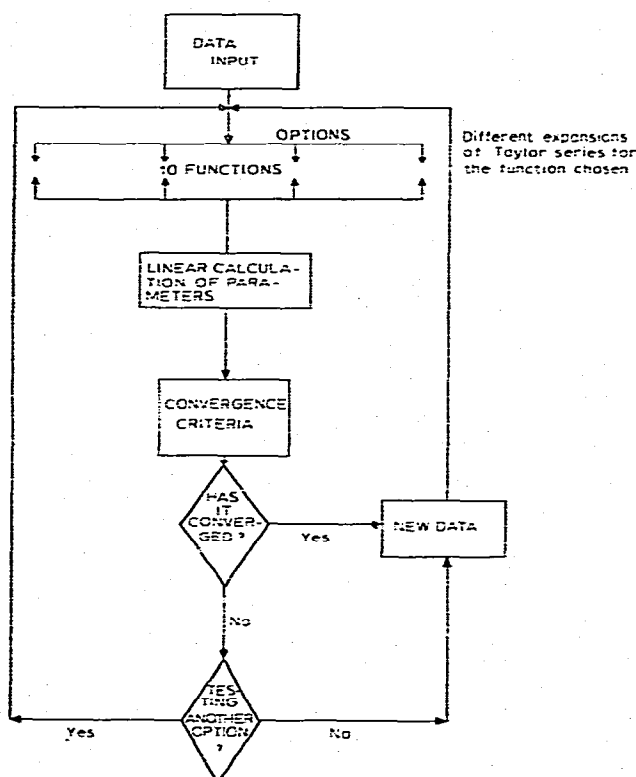 DATA
INPUT
OPTIONS
Different expansions
of Taylor series for
the function chosen
10 FUNCTIONS
LINEAR CALCULA-
TION OF PARA-
METERS
CONVERGENCE
CRITERIA
HAS
IT
CONVER-
GED ?
Yes
NEW DATA
No
TES-
TING
ANOTHER
OPTION
?
Yes
No